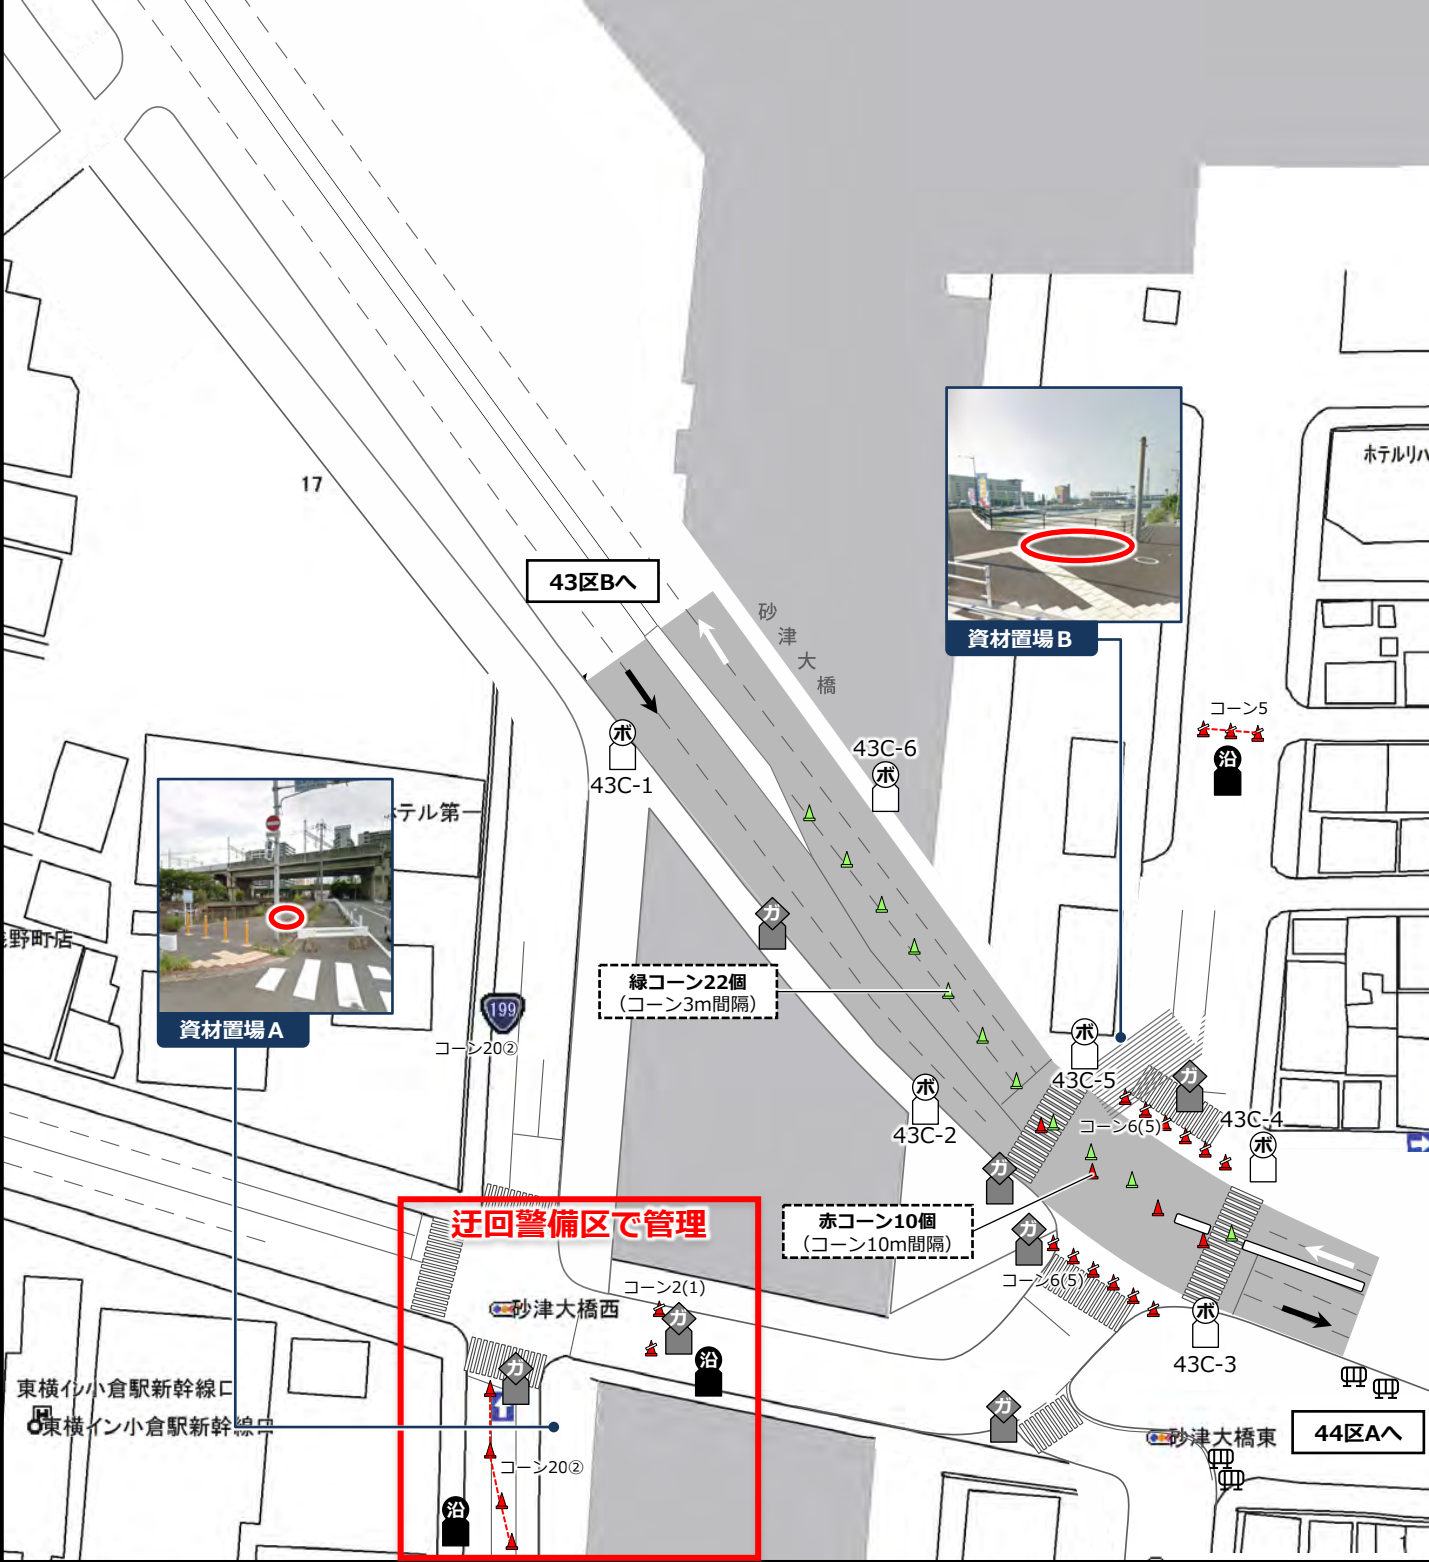 17
43区Bへ
砂津大橋
ホテルリハ
資材置場B
コーン5
沿
ボ
43C-1
43C-6
ボ
ホテル第一
ガ
野町店
緑コーン22個
（コーン3m間隔）
199
コーン20②
資材置場A
ボ
43C-5
ガ
ボ
43C-2
コーン6(5)
43C-4
ボ
ガ
赤コーン10個
（コーン10m間隔）
ガ
コーン6(5)
迂回警備区で管理
コーン2(1)
砂津大橋西
ガ
沿
ガ
ボ
43C-3
東横イン小倉駅新幹線口
H
東横イン小倉駅新幹線口
ガ
砂津大橋東
44区Aへ
コーン20②
沿